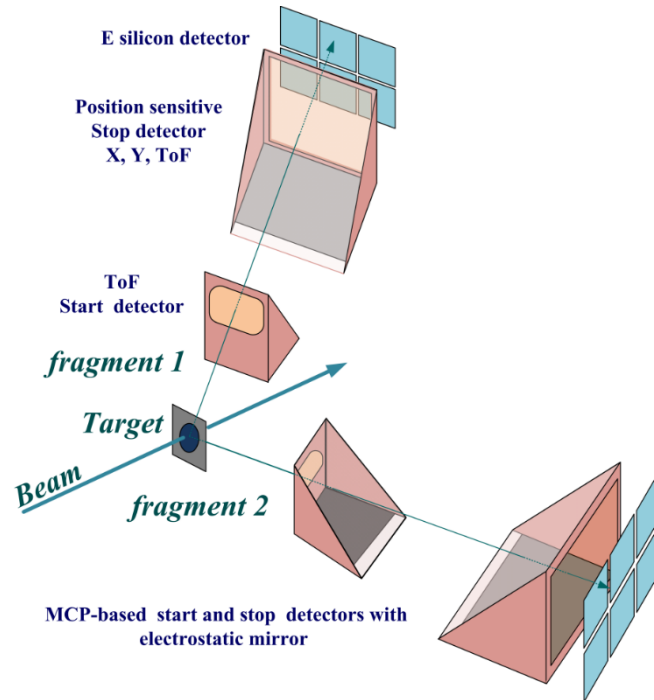 E silicon detector
Position sensitive
Stop detector
X, Y, ToF
ToF
Start detector
fragment 1
Target
Beam
fragment 2
MCP-based start and stop detectors with
electrostatic mirror